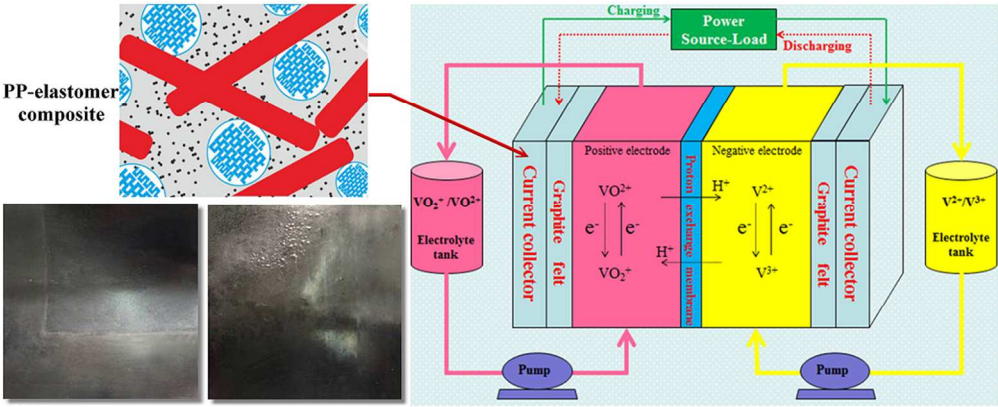 PP-elastomer
composite
Charging
Power
Source-Load
Discharging
Positive electrode
Negative electrode
Current collector
Graphite felt
Proton exchange membrane
Graphite felt
Current collector
VO₂⁺/VO²⁺
Electrolyte
tank
VO²⁺
e⁻ e⁻
VO₂⁺
H⁺
H⁺
V²⁺
e⁻ e⁻
V³⁺
V²⁺/V³⁺
Electrolyte
tank
Pump
Pump